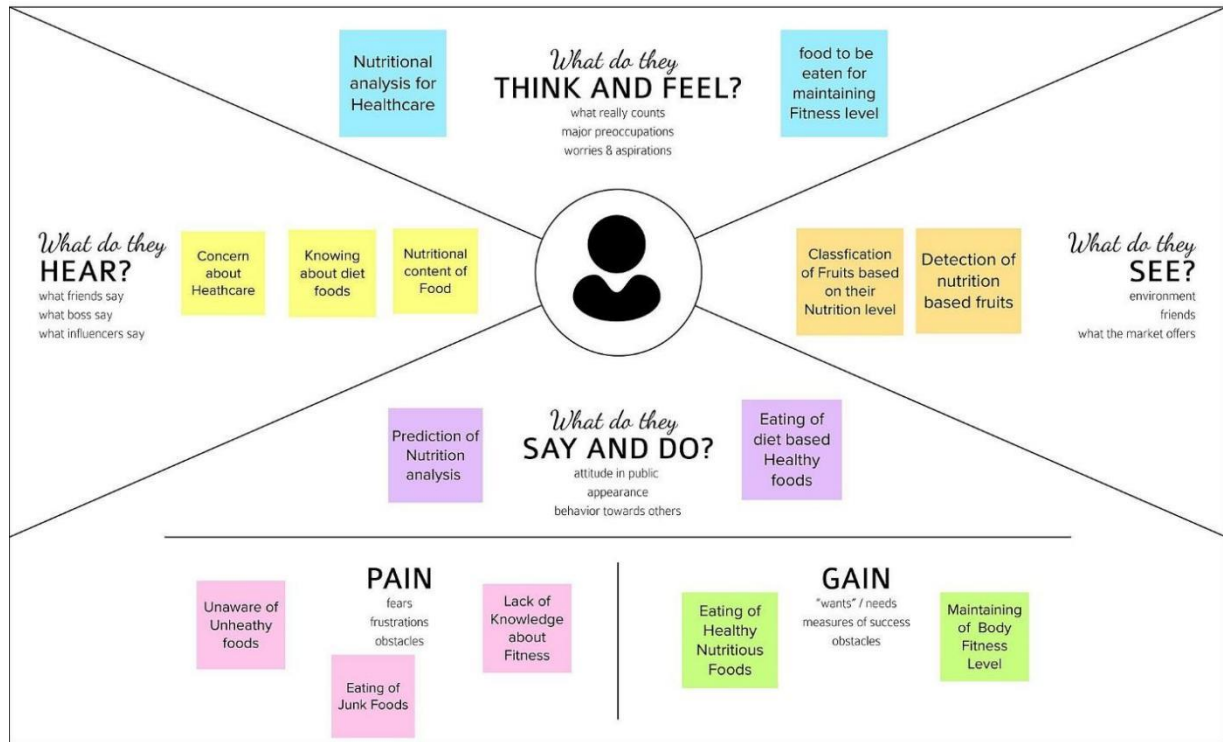 Nutritional
analysis for
Healthcare
What do they
THINK AND FEEL?
what really counts
major preoccupations
worries & aspirations
food to be
eaten for
maintaining
Fitness level
What do they
HEAR?
what friends say
what boss say
what influencers say
Concern
about
Heathcare
Knowing
about diet
foods
Nutritional
content of
Food
Classfication
of Fruits based
on their
Nutrition level
Detection of
nutrition
based fruits
What do they
SEE?
environment
friends
what the market offers
Prediction of
Nutrition
analysis
What do they
SAY AND DO?
attitude in public
appearance
behavior towards others
Eating of
diet based
Healthy
foods
PAIN
fears
frustrations
obstacles
Unaware of
Unheathy
foods
Eating of
Junk Foods
Lack of
Knowledge
about
Fitness
GAIN
"wants" / needs
measures of success
obstacles
Eating of
Healthy
Nutritious
Foods
Maintaining
of Body
Fitness
Level